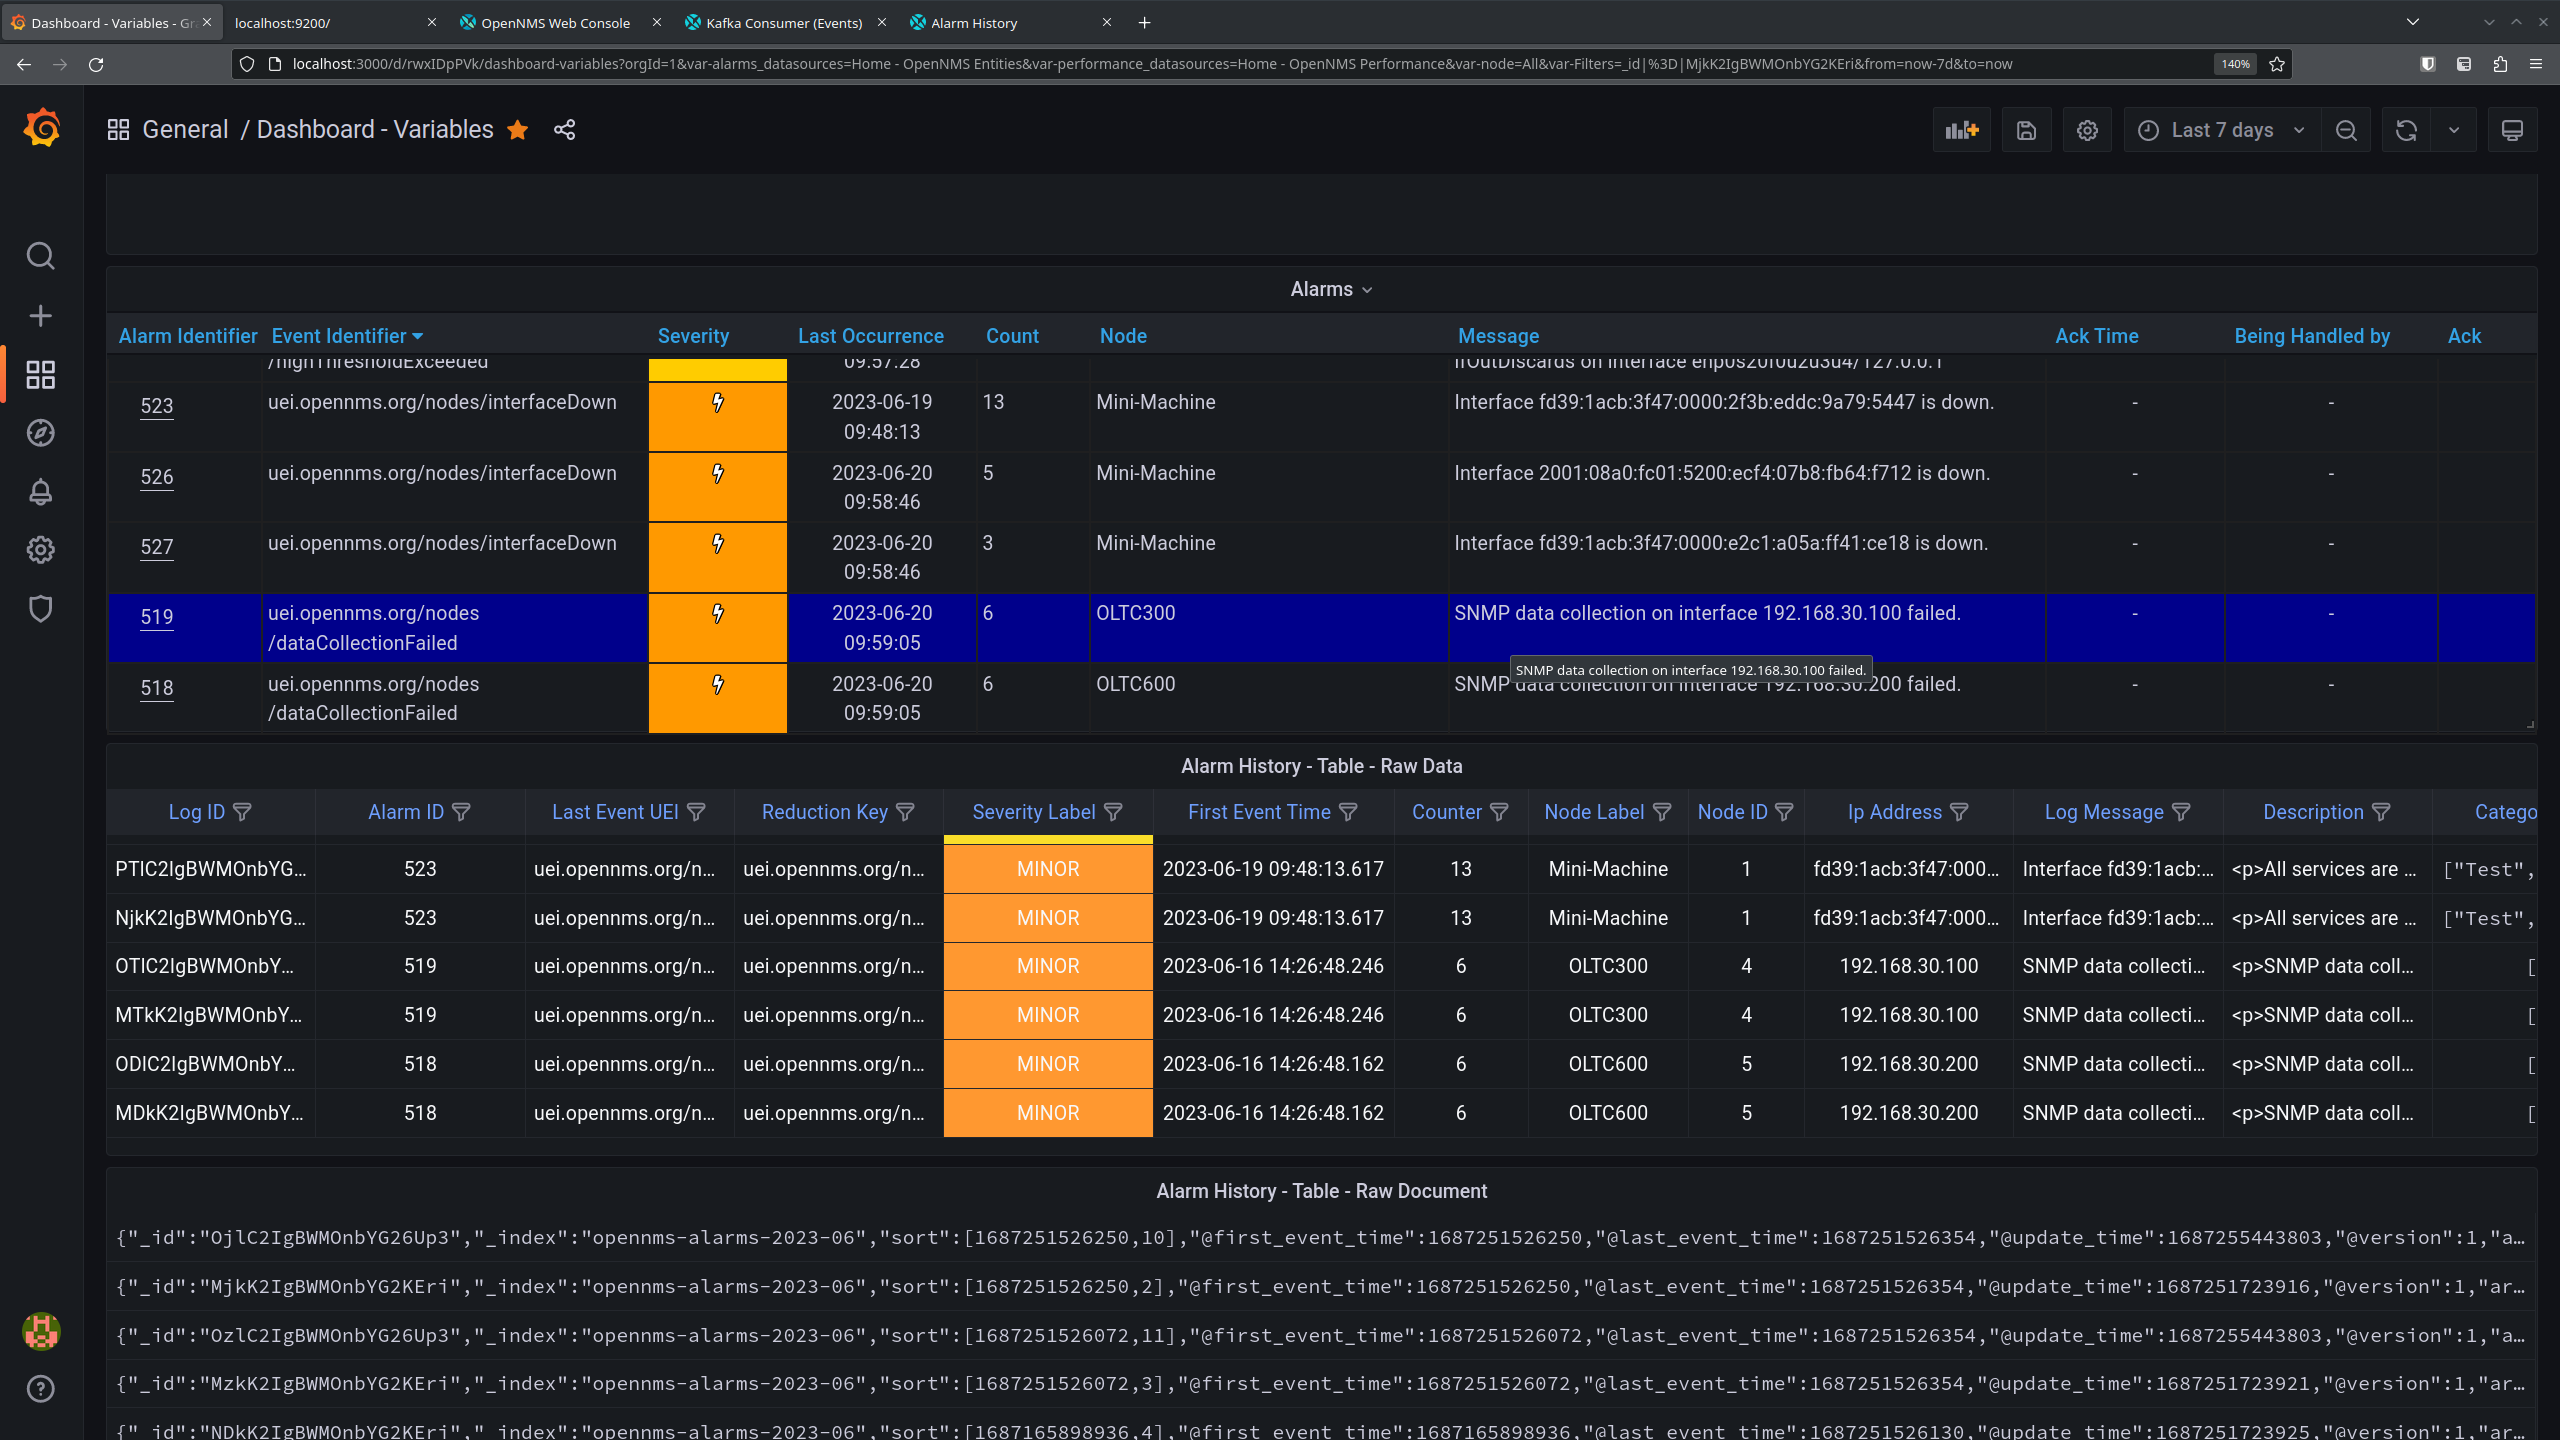 Dashboard - Variables - Gr
localhost:9200/
OpenNMS Web Console
Kafka Consumer (Events)
Alarm History
localhost:3000/d/rwxIDpPVk/dashboard-variables?orgId=1&var-alarms_datasources=Home - OpenNMS Entities&var-performance_datasources=Home - OpenNMS Performance&var-node=All&var-Filters=_id|%3D|MjkK2IgBWMOnbYG2KEri&from=now-7d&to=now
140%
General / Dashboard - Variables
Last 7 days
Alarms
Alarm Identifier Event Identifier Severity Last Occurrence Count Node Message Ack Time Being Handled by Ack
/highThresholdExceeded 09:57:28 ifOutDiscards on interface enp0s20f0u2u3u4/127.0.0.1
523 uei.opennms.org/nodes/interfaceDown 2023-06-19 13 Mini-Machine Interface fd39:1acb:3f47:0000:2f3b:eddc:9a79:5447 is down. - -
09:48:13
526 uei.opennms.org/nodes/interfaceDown 2023-06-20 5 Mini-Machine Interface 2001:08a0:fc01:5200:ecf4:07b8:fb64:f712 is down. - -
09:58:46
527 uei.opennms.org/nodes/interfaceDown 2023-06-20 3 Mini-Machine Interface fd39:1acb:3f47:0000:e2c1:a05a:ff41:ce18 is down. - -
09:58:46
519 uei.opennms.org/nodes 2023-06-20 6 OLTC300 SNMP data collection on interface 192.168.30.100 failed. - -
/dataCollectionFailed 09:59:05
SNMP data collection on interface 192.168.30.100 failed.
518 uei.opennms.org/nodes 2023-06-20 6 OLTC600 SNMP data collection on interface 192.168.30.200 failed. - -
/dataCollectionFailed 09:59:05
Alarm History - Table - Raw Data
Log ID Alarm ID Last Event UEI Reduction Key Severity Label First Event Time Counter Node Label Node ID Ip Address Log Message Description Catego
PTlC2IgBWMOnbYG... 523 uei.opennms.org/n... uei.opennms.org/n... MINOR 2023-06-19 09:48:13.617 13 Mini-Machine 1 fd39:1acb:3f47:000... Interface fd39:1acb:... <p>All services are ... ["Test",
NjkK2IgBWMOnbYG... 523 uei.opennms.org/n... uei.opennms.org/n... MINOR 2023-06-19 09:48:13.617 13 Mini-Machine 1 fd39:1acb:3f47:000... Interface fd39:1acb:... <p>All services are ... ["Test",
OTlC2IgBWMOnbY... 519 uei.opennms.org/n... uei.opennms.org/n... MINOR 2023-06-16 14:26:48.246 6 OLTC300 4 192.168.30.100 SNMP data collecti... <p>SNMP data coll... [
MTkK2IgBWMOnbY... 519 uei.opennms.org/n... uei.opennms.org/n... MINOR 2023-06-16 14:26:48.246 6 OLTC300 4 192.168.30.100 SNMP data collecti... <p>SNMP data coll... [
ODlC2IgBWMOnbY... 518 uei.opennms.org/n... uei.opennms.org/n... MINOR 2023-06-16 14:26:48.162 6 OLTC600 5 192.168.30.200 SNMP data collecti... <p>SNMP data coll... [
MDkK2IgBWMOnbY... 518 uei.opennms.org/n... uei.opennms.org/n... MINOR 2023-06-16 14:26:48.162 6 OLTC600 5 192.168.30.200 SNMP data collecti... <p>SNMP data coll... [
Alarm History - Table - Raw Document
{"_id":"OjlC2IgBWMOnbYG26Up3","_index":"opennms-alarms-2023-06","sort":[1687251526250,10],"@first_event_time":1687251526250,"@last_event_time":1687251526354,"@update_time":1687255443803,"@version":1,"a...
{"_id":"MjkK2IgBWMOnbYG2KEri","_index":"opennms-alarms-2023-06","sort":[1687251526250,2],"@first_event_time":1687251526250,"@last_event_time":1687251526354,"@update_time":1687251723916,"@version":1,"ar...
{"_id":"OzlC2IgBWMOnbYG26Up3","_index":"opennms-alarms-2023-06","sort":[1687251526072,11],"@first_event_time":1687251526072,"@last_event_time":1687251526354,"@update_time":1687255443803,"@version":1,"a...
{"_id":"MzkK2IgBWMOnbYG2KEri","_index":"opennms-alarms-2023-06","sort":[1687251526072,3],"@first_event_time":1687251526072,"@last_event_time":1687251526354,"@update_time":1687251723921,"@version":1,"ar...
{"_id":"NDkK2IgBWMOnbYG2KEri","_index":"opennms-alarms-2023-06","sort":[1687165898936,4],"@first_event_time":1687165898936,"@last_event_time":1687251526130,"@update_time":1687251723925,"@version":1,"ar...